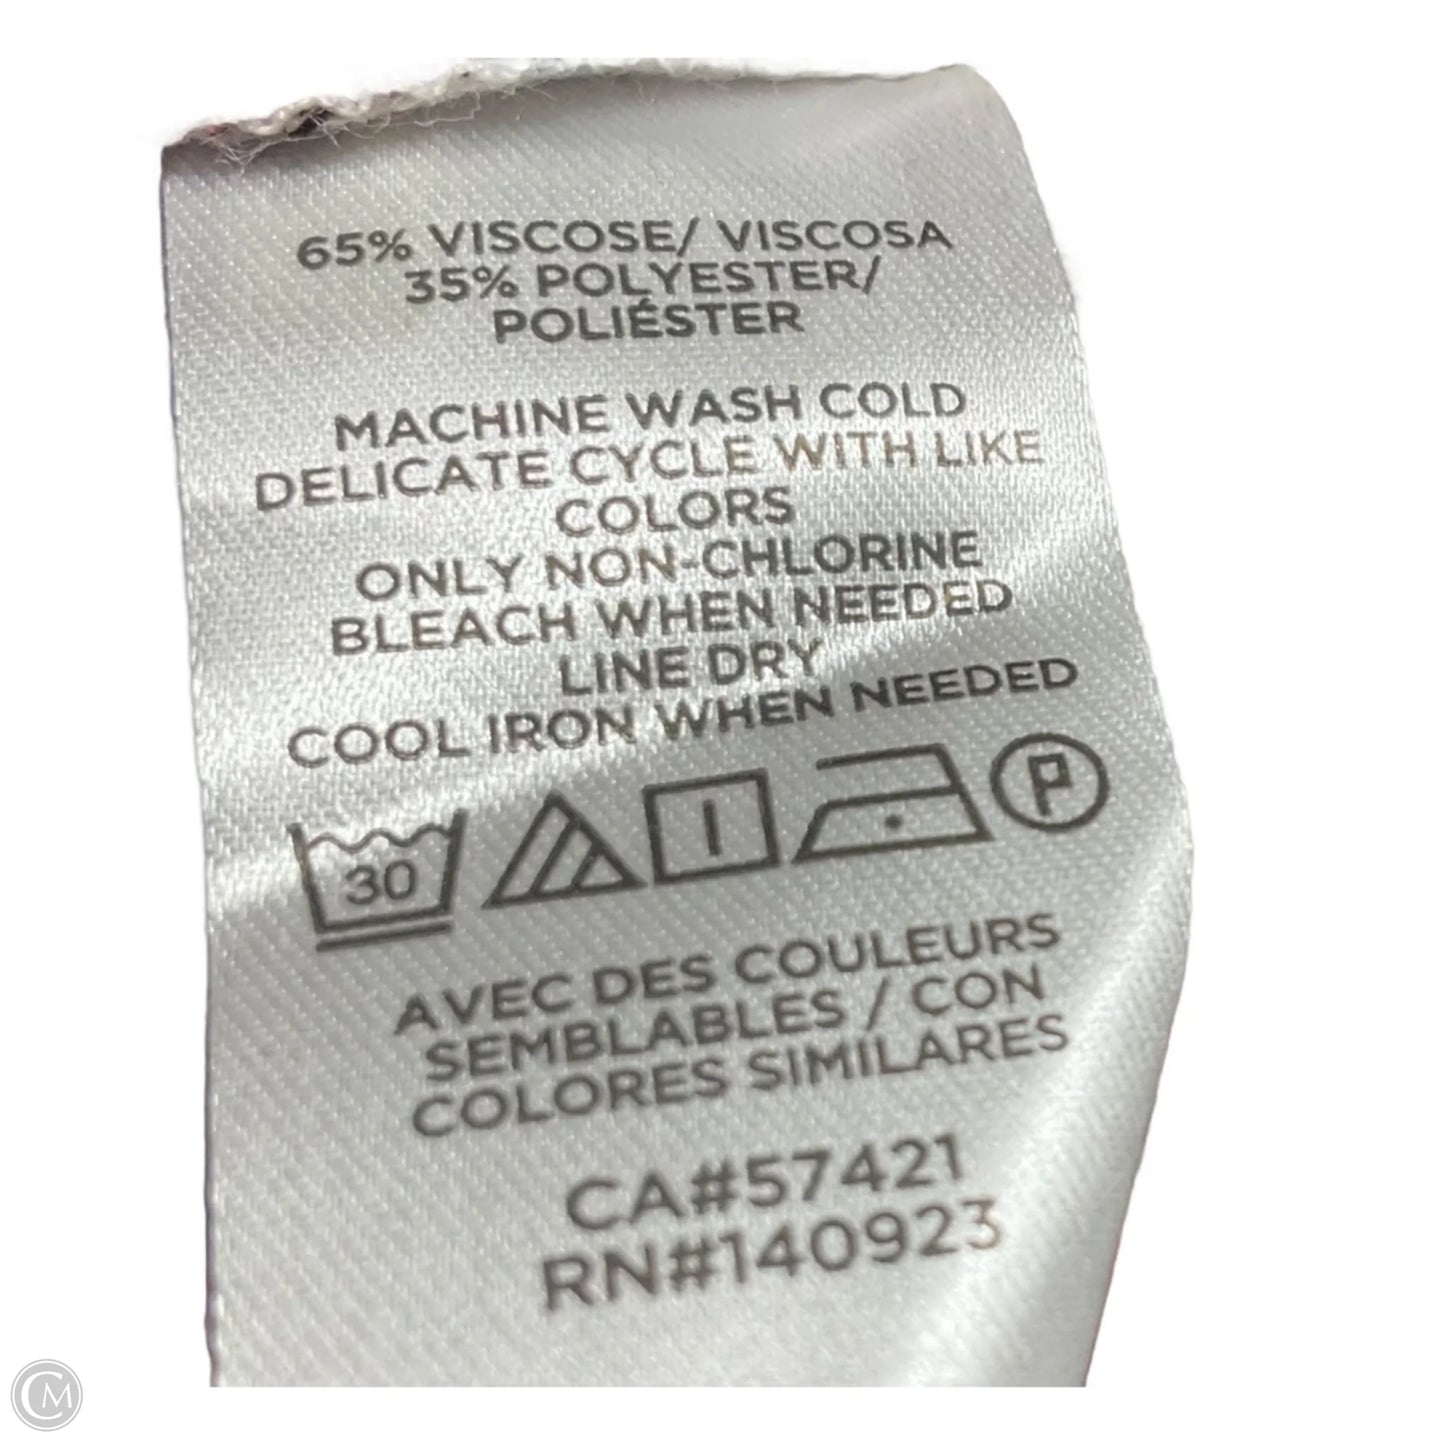 65% VISCOSE/ VISCOSA
35% POLYESTER/
POLIÉSTER
MACHINE WASH COLD
DELICATE CYCLE WITH LIKE
COLORS
ONLY NON-CHLORINE
BLEACH WHEN NEEDED
LINE DRY
COOL IRON WHEN NEEDED
30 P
AVEC DES COULEURS
SEMBLABLES / CON
COLORES SIMILARES
CA#57421
RN#140923
CM